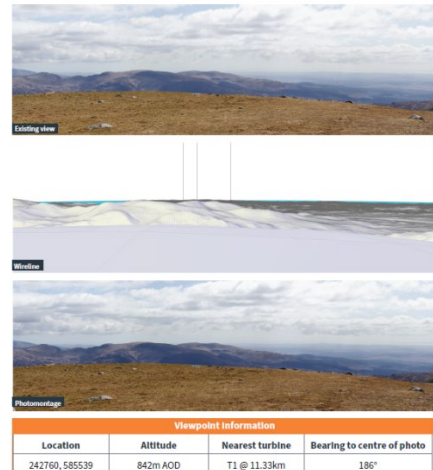 Existing view
Wireline
Photomontage
Viewpoint Information
Location Altitude Nearest turbine Bearing to centre of photo
242760, 585539 842m AOD T1 @ 11.33km 186°